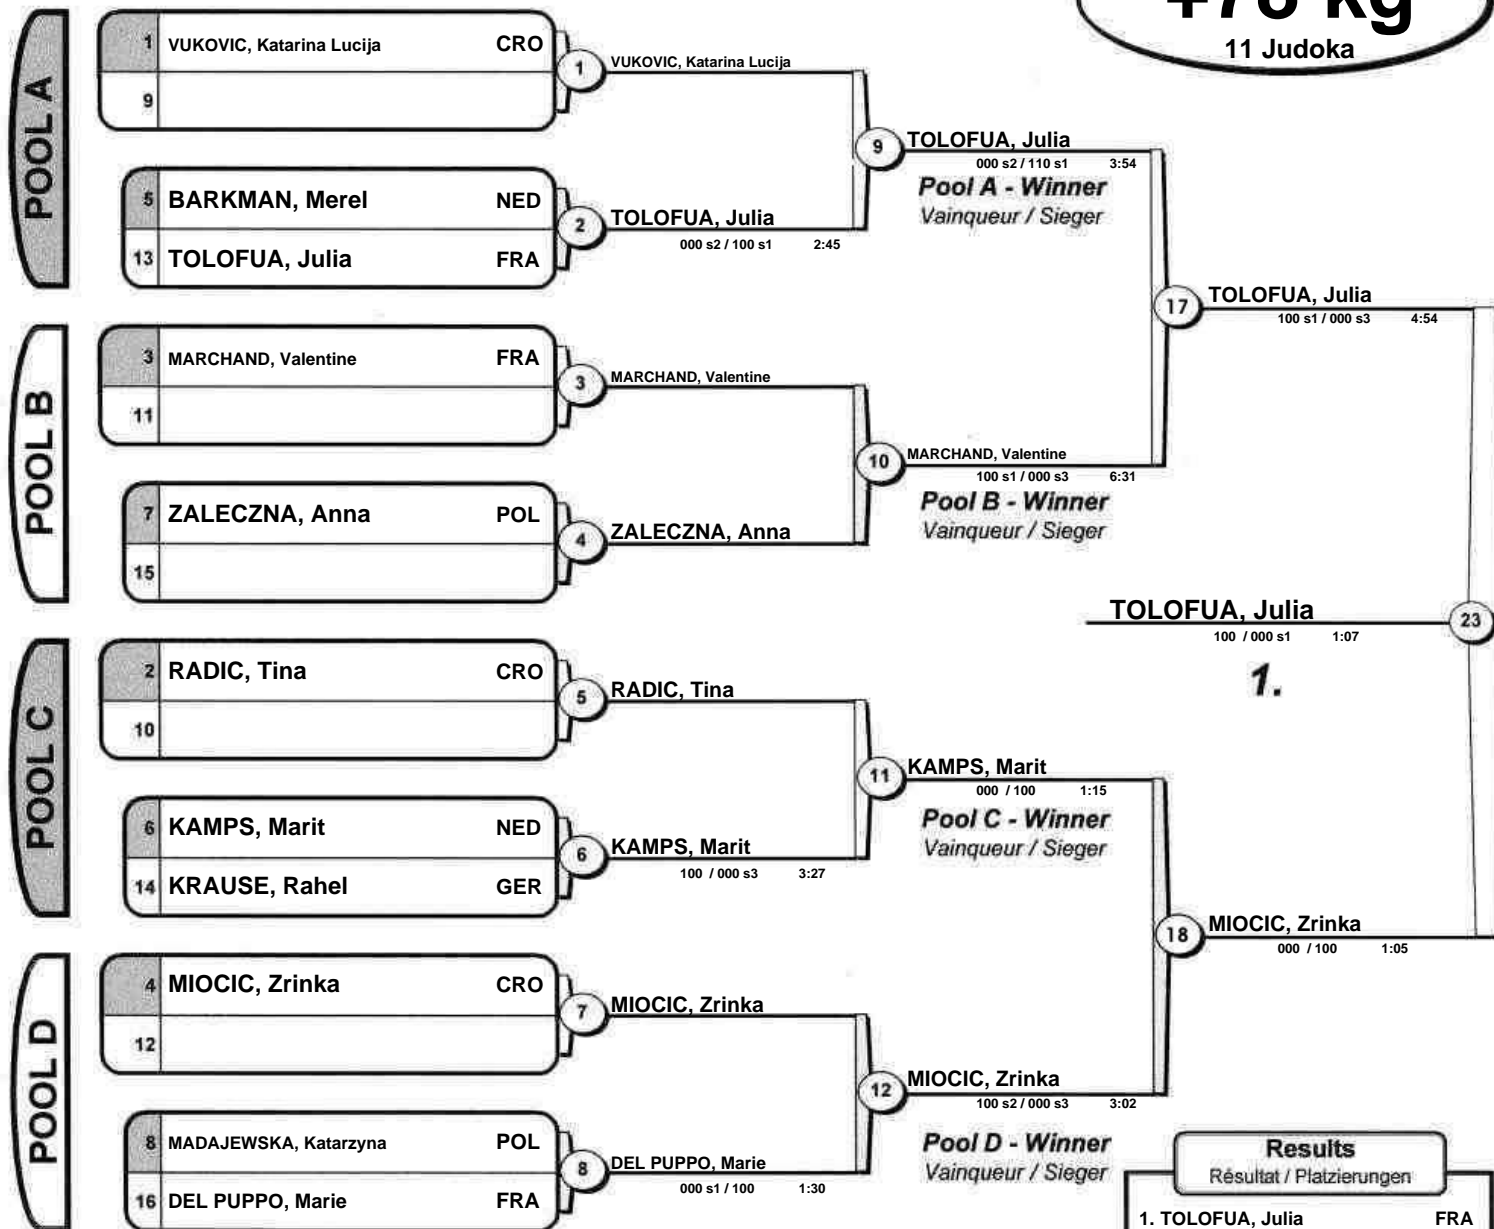 +78 kg
11 Judoka
POOL A
1 VUKOVIC, Katarina Lucija CRO
9
1 VUKOVIC, Katarina Lucija
5 BARKMAN, Merel NED
13 TOLOFUA, Julia FRA
2 TOLOFUA, Julia
000 s2 / 100 s1 2:45
9 TOLOFUA, Julia
000 s2 / 110 s1 3:54
Pool A - Winner
Vainqueur / Sieger
17 TOLOFUA, Julia
100 s1 / 000 s3 4:54
POOL B
3 MARCHAND, Valentine FRA
11
3 MARCHAND, Valentine
7 ZALECZNA, Anna POL
15
4 ZALECZNA, Anna
10 MARCHAND, Valentine
100 s1 / 000 s3 6:31
Pool B - Winner
Vainqueur / Sieger
TOLOFUA, Julia 23
100 / 000 s1 1:07
1.
POOL C
2 RADIC, Tina CRO
10
5 RADIC, Tina
6 KAMPS, Marit NED
14 KRAUSE, Rahel GER
6 KAMPS, Marit
100 / 000 s3 3:27
11 KAMPS, Marit
000 / 100 1:15
Pool C - Winner
Vainqueur / Sieger
18 MIOCIC, Zrinka
000 / 100 1:05
POOL D
4 MIOCIC, Zrinka CRO
12
7 MIOCIC, Zrinka
8 MADAJEWSKA, Katarzyna POL
16 DEL PUPPO, Marie FRA
8 DEL PUPPO, Marie
000 s1 / 100 1:30
12 MIOCIC, Zrinka
100 s2 / 000 s3 3:02
Pool D - Winner
Vainqueur / Sieger
Results
Résultat / Platzierungen
1. TOLOFUA, Julia FRA